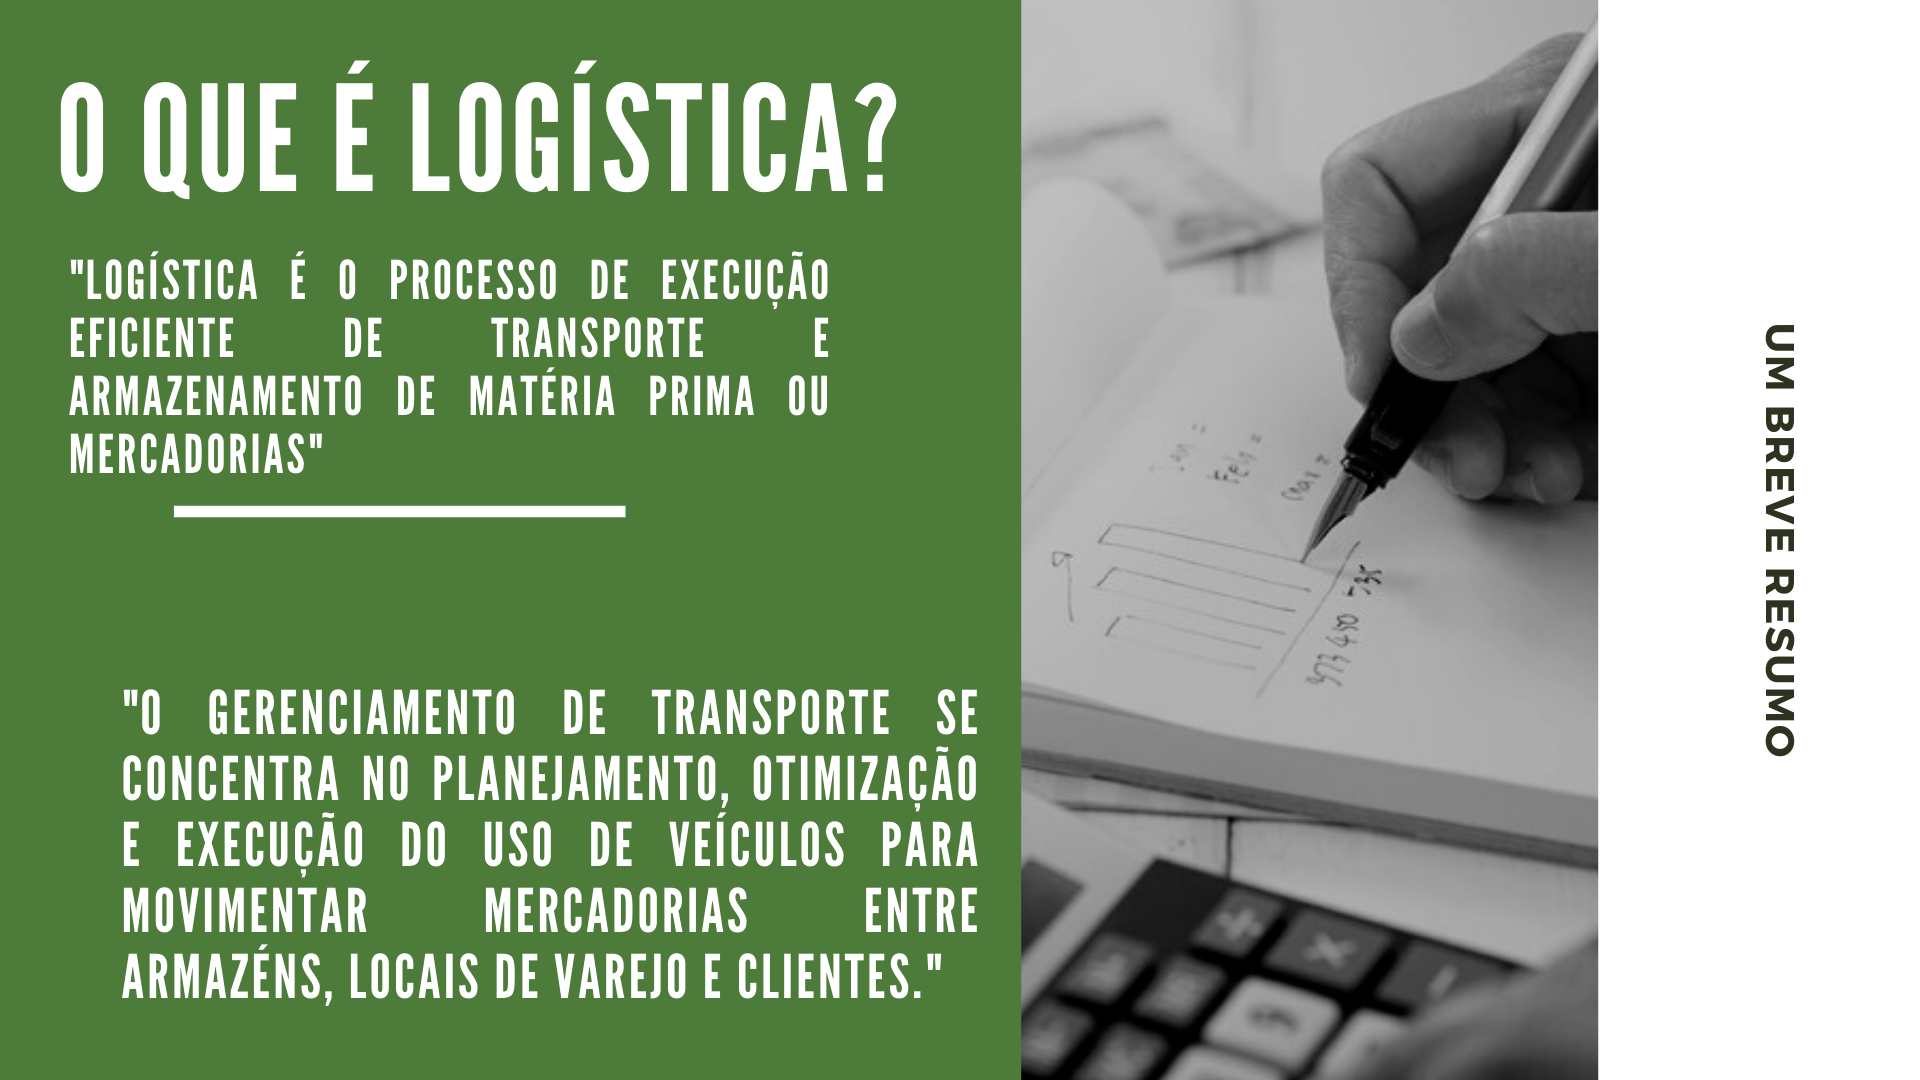 O QUE É LOGÍSTICA?
"LOGÍSTICA É O PROCESSO DE EXECUÇÃO
EFICIENTE DE TRANSPORTE E
ARMAZENAMENTO DE MATÉRIA PRIMA OU
MERCADORIAS"
"O GERENCIAMENTO DE TRANSPORTE SE
CONCENTRA NO PLANEJAMENTO, OTIMIZAÇÃO
E EXECUÇÃO DO USO DE VEÍCULOS PARA
MOVIMENTAR MERCADORIAS ENTRE
ARMAZÉNS, LOCAIS DE VAREJO E CLIENTES."
UM BREVE RESUMO